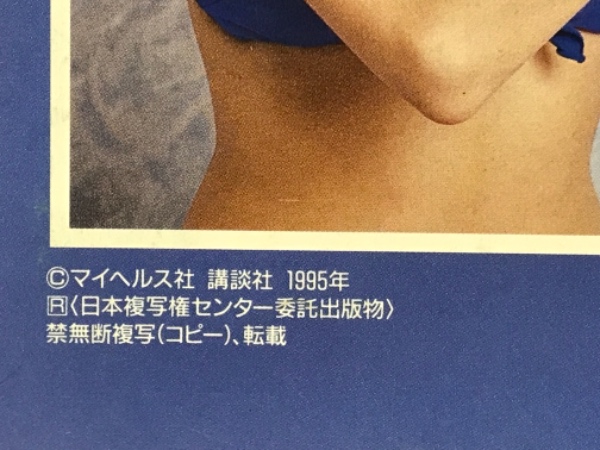 ©マイヘルス社 講談社 1995年
Ⓡ〈日本複写権センター委託出版物〉
禁無断複写(コピー)、転載